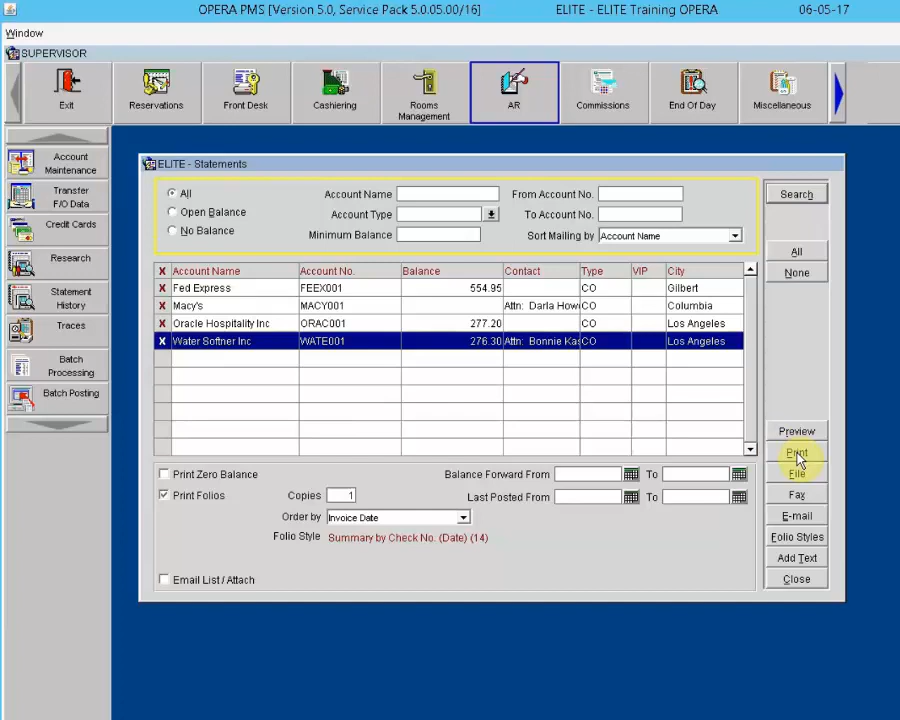 OPERA PMS [Version 5.0, Service Pack 5.0.05.00/16] ELITE - ELITE Training OPERA 06-05-17
Window
SUPERVISOR
Exit Reservations Front Desk Cashiering Rooms Management AR Commissions End Of Day Miscellaneous
Account Maintenance
Transfer F/O Data
Credit Cards
Research
Statement History
Traces
Batch Processing
Batch Posting
ELITE - Statements
All Account Name From Account No. Search
Open Balance Account Type To Account No.
No Balance Minimum Balance Sort Mailing by Account Name
All
None
X Account Name Account No. Balance Contact Type VIP City
X Fed Express FEEX001 554.95 CO Gilbert
X Macy's MACY001 Attn: Darla How CO Columbia
X Oracle Hospitality Inc ORAC001 277.20 CO Los Angeles
X Water Softner Inc WATE001 276.30 Attn: Bonnie Kas CO Los Angeles
Preview
Print
File
Fax
E-mail
Folio Styles
Add Text
Close
Print Zero Balance Balance Forward From To
Print Folios Copies 1 Last Posted From To
Order by Invoice Date
Folio Style Summary by Check No. (Date) (14)
Email List / Attach